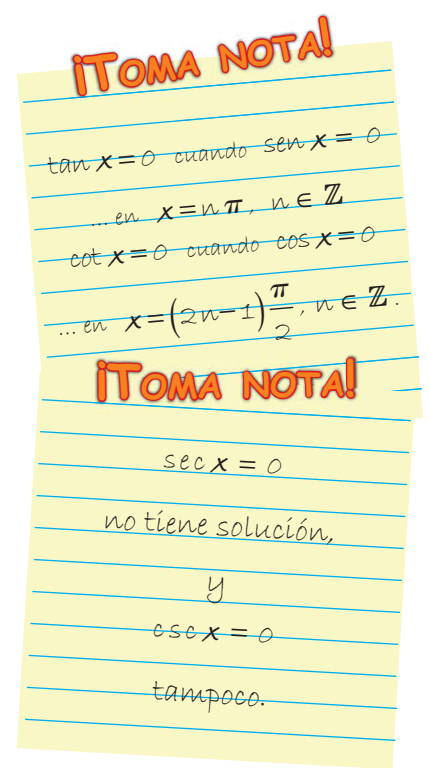 ¡TOMA NOTA!
tan x = 0 cuando sen x = 0
... en x = nπ, n ∈ ℤ
cot x = 0 cuando cos x = 0
... en x = (2n−1) π/2, n ∈ ℤ.
¡TOMA NOTA!
sec x = 0
no tiene solución,
y
csc x = 0
tampoco.